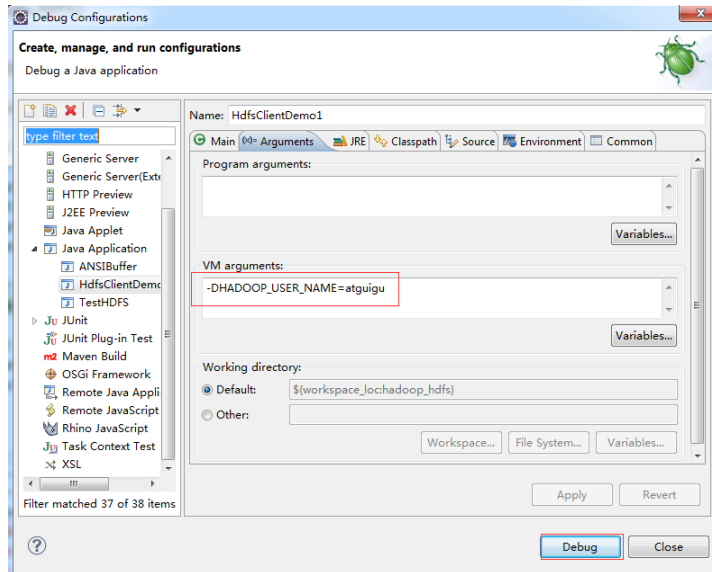 Debug Configurations
Create, manage, and run configurations
Debug a Java application
type filter text
Generic Server
Generic Server(Exte
HTTP Preview
J2EE Preview
Java Applet
Java Application
ANSIBuffer
HdfsClientDemo
TestHDFS
JUnit
JUnit Plug-in Test
Maven Build
OSGi Framework
Remote Java Appli
Remote JavaScript
Rhino JavaScript
Task Context Test
XSL
Filter matched 37 of 38 items
Name: HdfsClientDemo1
Main (x)= Arguments JRE Classpath Source Environment Common
Program arguments:
Variables...
VM arguments:
-DHADOOP_USER_NAME=atguigu
Variables...
Working directory:
Default: ${workspace_loc:hadoop_hdfs}
Other:
Workspace... File System... Variables...
Apply Revert
Debug Close